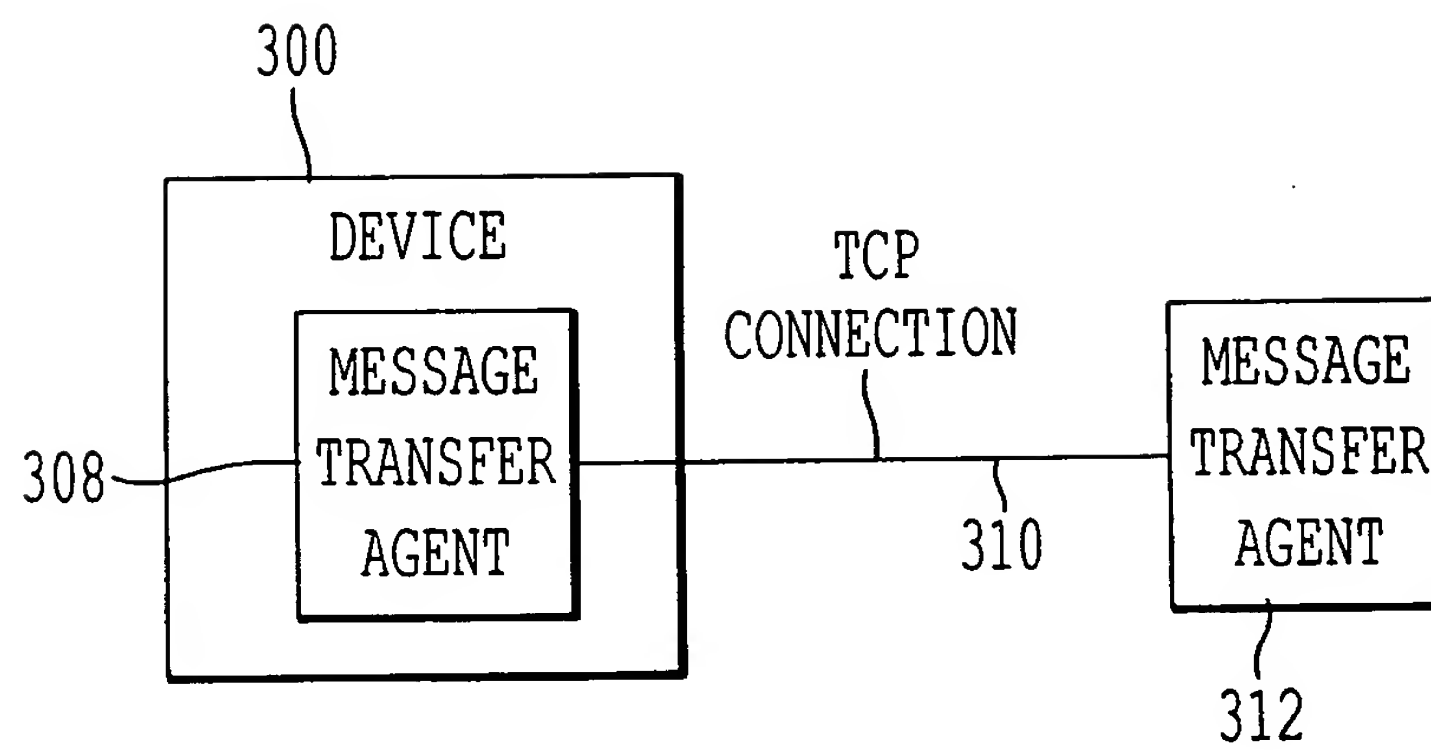 300
DEVICE
MESSAGE
TRANSFER
AGENT
308
TCP
CONNECTION
310
MESSAGE
TRANSFER
AGENT
312